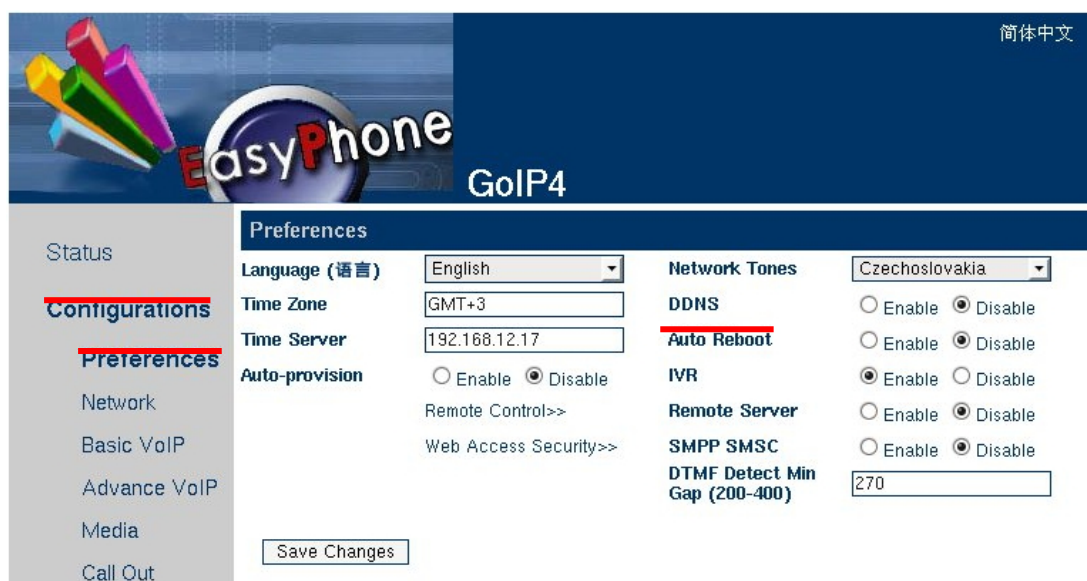 简体中文
EasyPhone
GoIP4
Status
Configurations
Preferences
Network
Basic VoIP
Advance VoIP
Media
Call Out
Preferences
Language (语言) English
Time Zone GMT+3
Time Server 192.168.12.17
Auto-provision Enable Disable
Remote Control>>
Web Access Security>>
Network Tones Czechoslovakia
DDNS Enable Disable
Auto Reboot Enable Disable
IVR Enable Disable
Remote Server Enable Disable
SMPP SMSC Enable Disable
DTMF Detect Min
Gap (200-400) 270
Save Changes